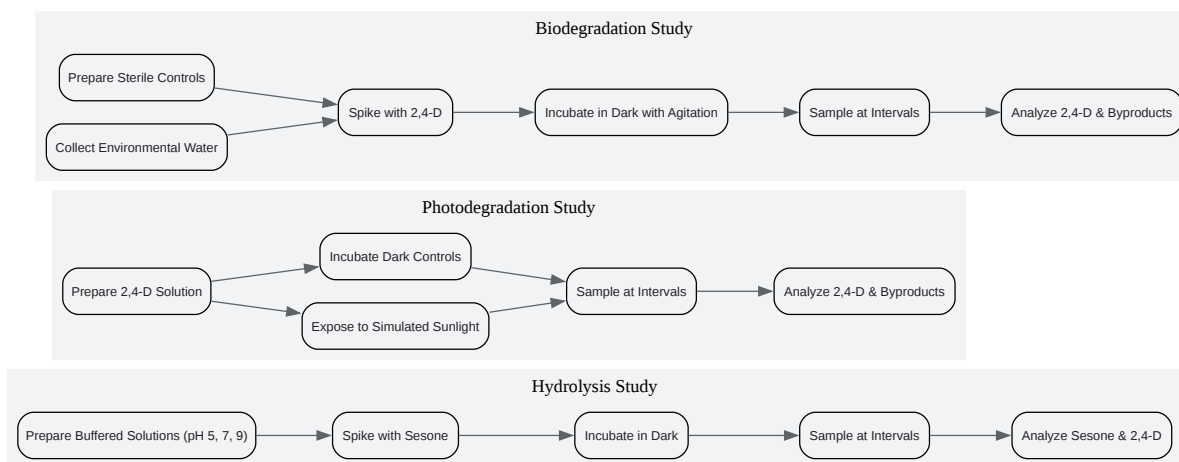 Biodegradation Study
Prepare Sterile Controls
Collect Environmental Water
Spike with 2,4-D
Incubate in Dark with Agitation
Sample at Intervals
Analyze 2,4-D & Byproducts
Photodegradation Study
Prepare 2,4-D Solution
Incubate Dark Controls
Expose to Simulated Sunlight
Sample at Intervals
Analyze 2,4-D & Byproducts
Hydrolysis Study
Prepare Buffered Solutions (pH 5, 7, 9)
Spike with Sesone
Incubate in Dark
Sample at Intervals
Analyze Sesone & 2,4-D